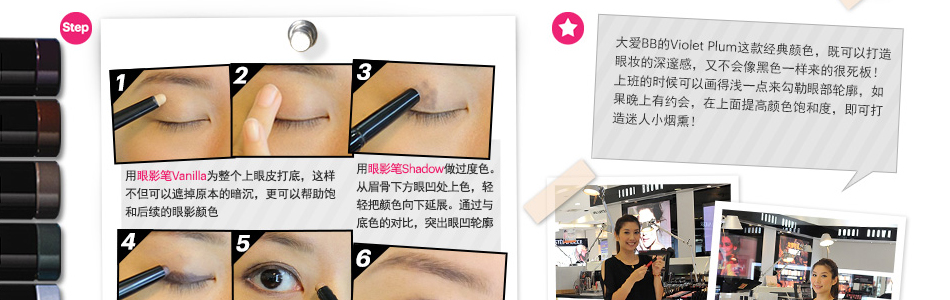 Step
1
2
3
用眼影笔Vanilla为整个上眼皮打底，这样
不但可以遮掉原本的暗沉，更可以帮助饱
和后续的眼影颜色
用眼影笔Shadow做过度色。
从眉骨下方眼凹处上色，轻
轻把颜色向下延展。通过与
底色的对比，突出眼凹轮廓
4
5
6
大爱BB的Violet Plum这款经典颜色，既可以打造
眼妆的深邃感，又不会像黑色一样来的很死板！
上班的时候可以画得浅一点来勾勒眼部轮廓，如
果晚上有约会，在上面提高颜色饱和度，即可打
造迷人小烟熏！
BOBBI BROWN